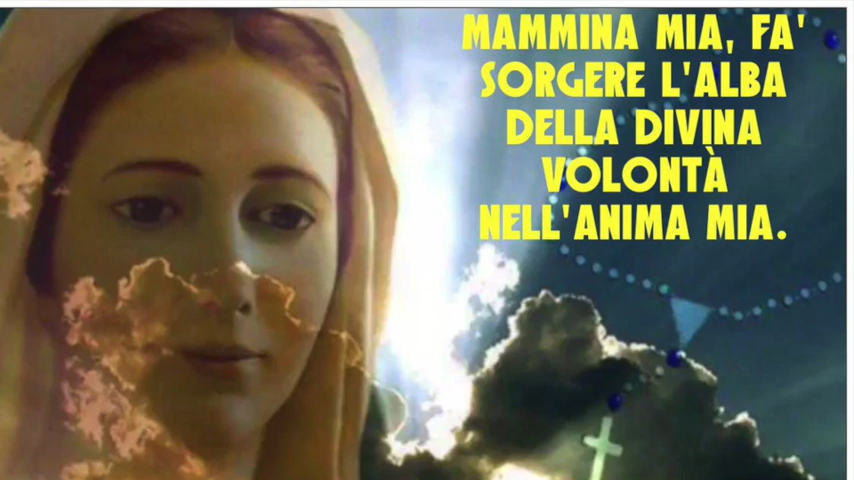 MAMMINA MIA, FA'
SORGERE L'ALBA
DELLA DIVINA
VOLONTÀ
NELL'ANIMA MIA.